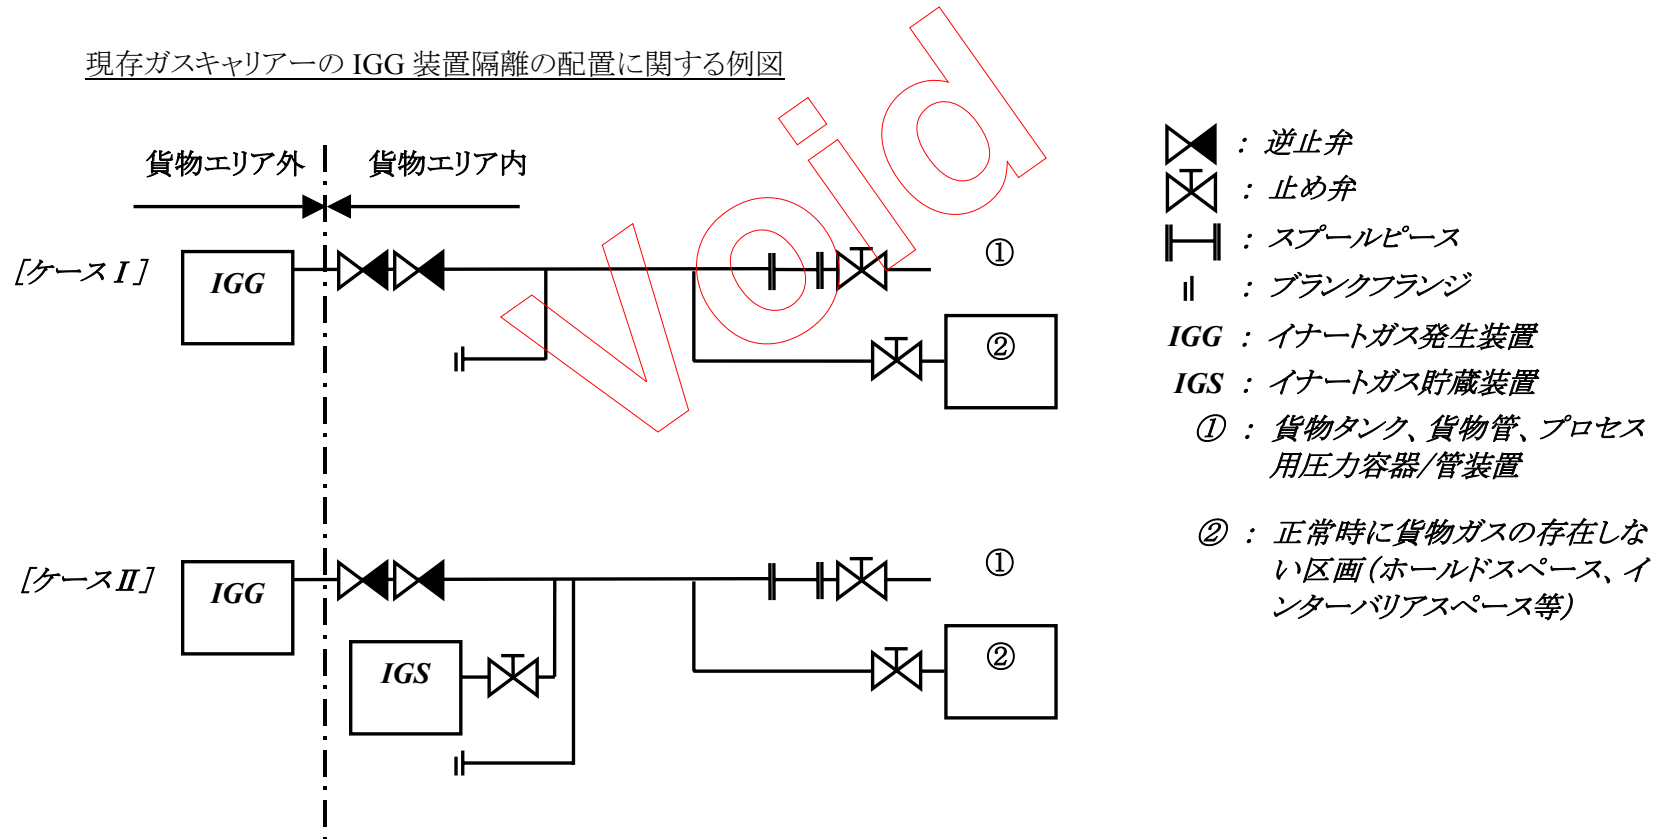 現存ガスキャリアーの IGG 装置隔離の配置に関する例図
貨物エリア外
貨物エリア内
[ケースⅠ]
IGG
①
②
[ケースⅡ]
IGG
IGS
①
②
: 逆止弁
: 止め弁
: スプールピース
: ブランクフランジ
IGG : イナートガス発生装置
IGS : イナートガス貯蔵装置
① : 貨物タンク、貨物管、プロセス
用圧力容器/管装置
② : 正常時に貨物ガスの存在しな
い区画(ホールドスペース、イ
ンターバリアスペース等)
Void